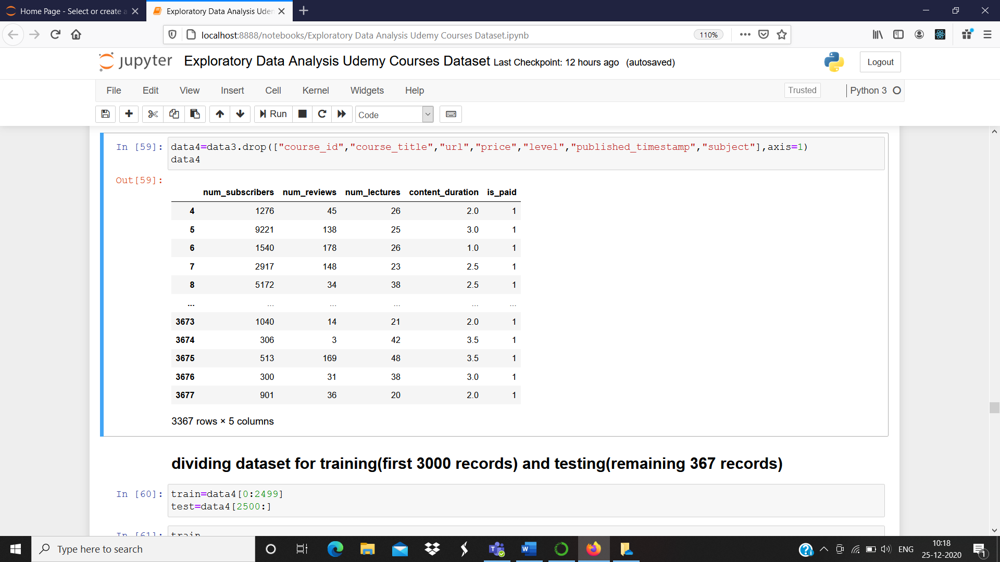 Home Page - Select or create a
Exploratory Data Analysis Uder
localhost:8888/notebooks/Exploratory Data Analysis Udemy Courses Dataset.ipynb
110%
jupyter Exploratory Data Analysis Udemy Courses Dataset Last Checkpoint: 12 hours ago (autosaved)
Logout
File Edit View Insert Cell Kernel Widgets Help
Trusted
Python 3
Run
Code
In [59]: data4=data3.drop(["course_id","course_title","url","price","level","published_timestamp","subject"],axis=1)
data4
Out[59]:
num_subscribers num_reviews num_lectures content_duration is_paid
4 1276 45 26 2.0 1
5 9221 138 25 3.0 1
6 1540 178 26 1.0 1
7 2917 148 23 2.5 1
8 5172 34 38 2.5 1
... ... ... ... ... ...
3673 1040 14 21 2.0 1
3674 306 3 42 3.5 1
3675 513 169 48 3.5 1
3676 300 31 38 3.0 1
3677 901 36 20 2.0 1
3367 rows × 5 columns
dividing dataset for training(first 3000 records) and testing(remaining 367 records)
In [60]: train=data4[0:2499]
test=data4[2500:]
In [61]: train
Type here to search
ENG
10:18
25-12-2020
1